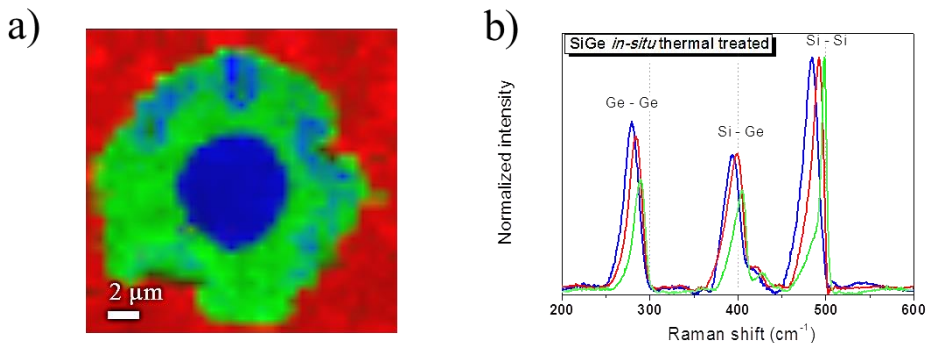 a)
2 μm
b)
SiGe in-situ thermal treated
Si - Si
Ge - Ge
Si - Ge
Normalized intensity
200 300 400 500 600
Raman shift (cm-1)